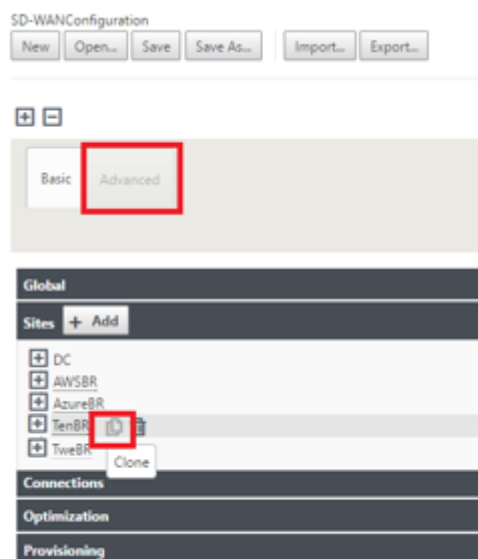 SD-WANConfiguration
New Open... Save Save As... Import... Export...
Basic Advanced
Global
Sites + Add
DC
AWSBR
AzureBR
TenBR
TweBR
Clone
Connections
Optimization
Provisioning